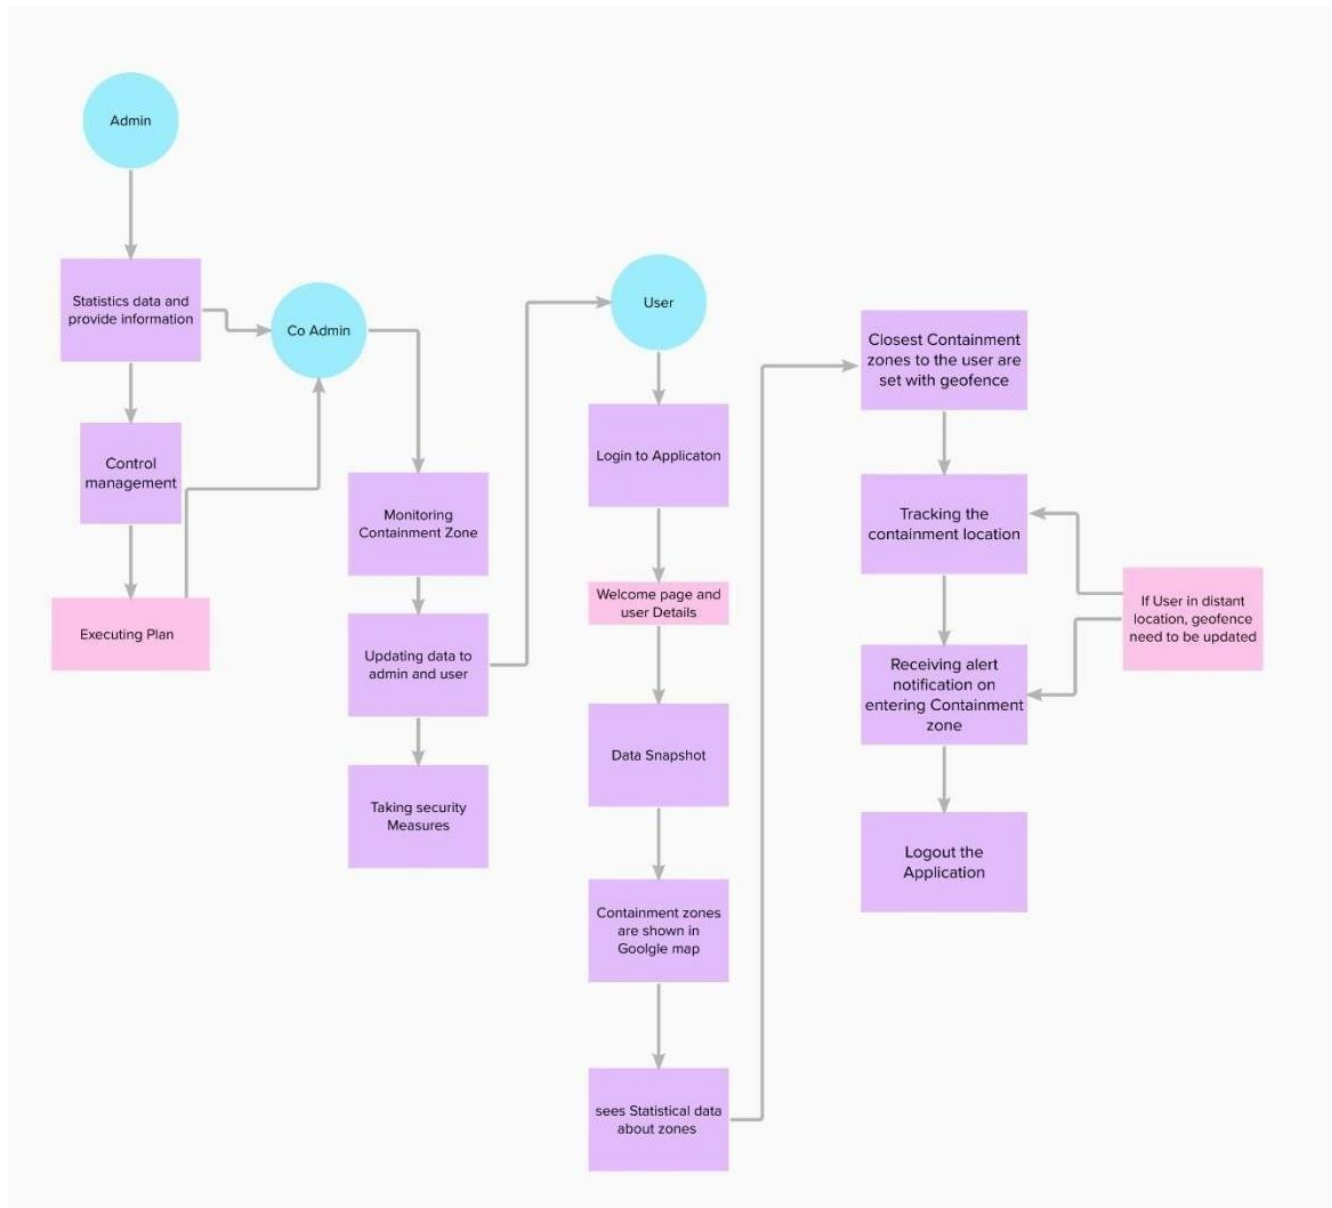 Admin
Statistics data and
provide information
Control
management
Executing Plan
Co Admin
Monitoring
Containment Zone
Updating data to
admin and user
Taking security
Measures
User
Login to Applicaton
Welcome page and
user Details
Data Snapshot
Containment zones
are shown in
Goolgle map
sees Statistical data
about zones
Closest Containment
zones to the user are
set with geofence
Tracking the
containment location
Receiving alert
notification on
entering Containment
zone
Logout the
Application
If User in distant
location, geofence
need to be updated